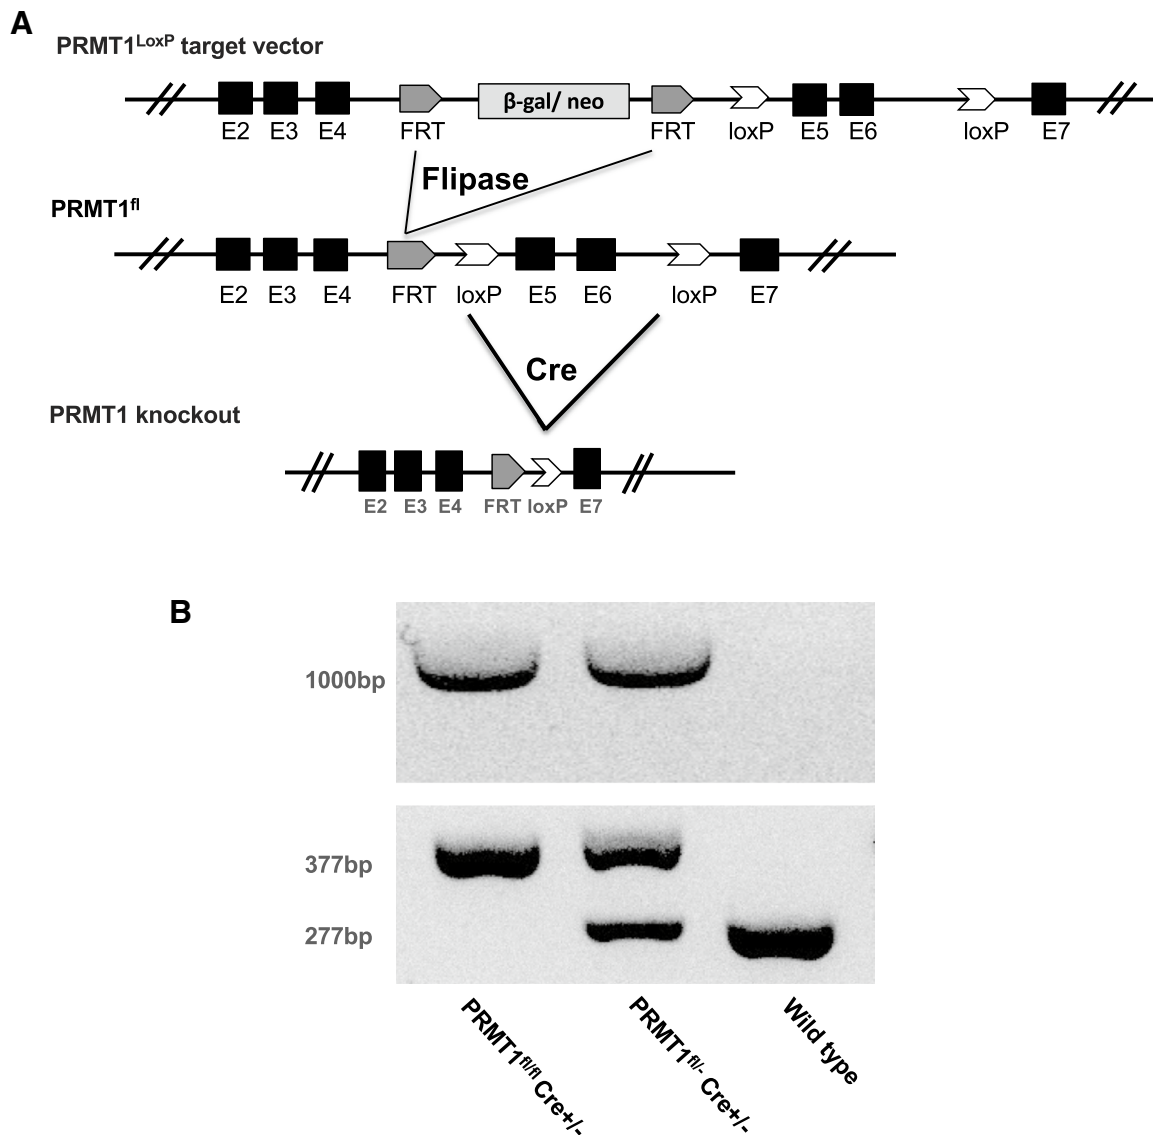 A
PRMT1LoxP target vector
β-gal/ neo
E2 E3 E4 FRT FRT loxP E5 E6 loxP E7
Flipase
PRMT1fl
E2 E3 E4 FRT loxP E5 E6 loxP E7
Cre
PRMT1 knockout
E2 E3 E4 FRT loxP E7
B
1000bp
377bp
277bp
PRMT1fl/fl Cre+/-
PRMT1fl/- Cre+/-
Wild type